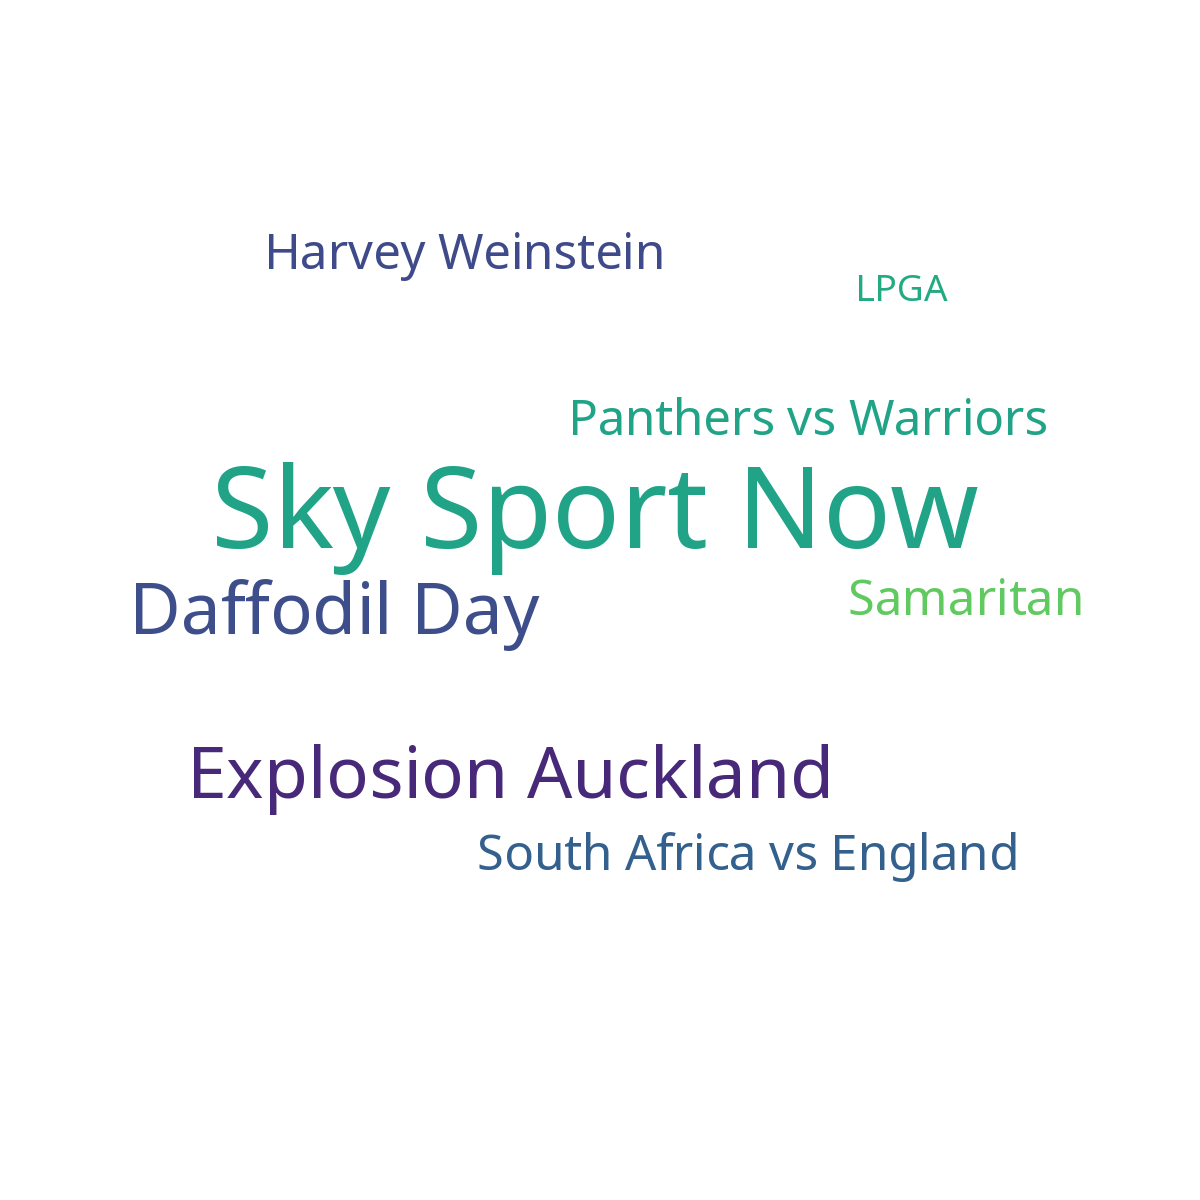 Harvey Weinstein
LPGA
Panthers vs Warriors
Sky Sport Now
Daffodil Day
Samaritan
Explosion Auckland
South Africa vs England